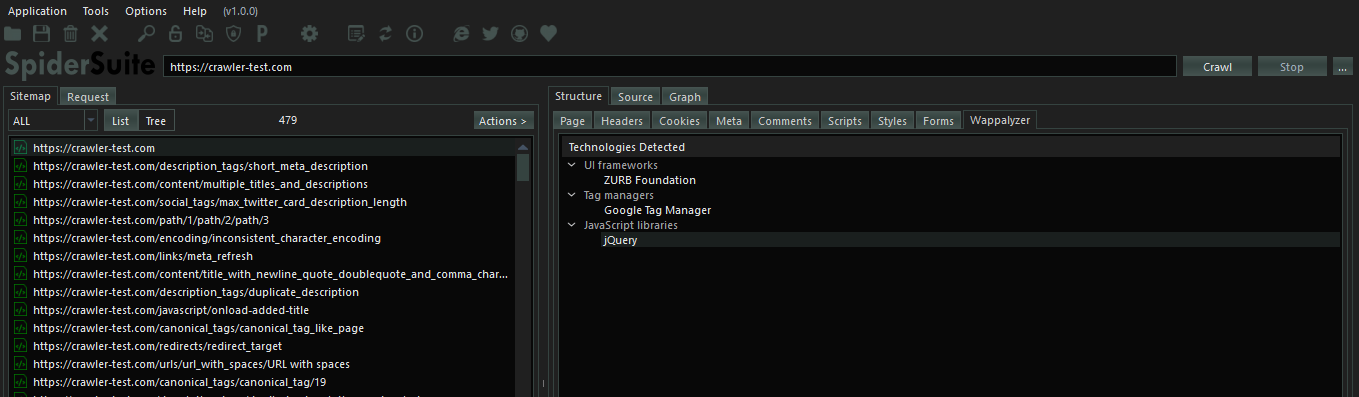 Application Tools Options Help (v1.0.0)
SpiderSuite https://crawler-test.com Crawl Stop ...
Sitemap Request
ALL List Tree 479 Actions >
https://crawler-test.com
https://crawler-test.com/description_tags/short_meta_description
https://crawler-test.com/content/multiple_titles_and_descriptions
https://crawler-test.com/social_tags/max_twitter_card_description_length
https://crawler-test.com/path/1/path/2/path/3
https://crawler-test.com/encoding/inconsistent_character_encoding
https://crawler-test.com/links/meta_refresh
https://crawler-test.com/content/title_with_newline_quote_doublequote_and_comma_char...
https://crawler-test.com/description_tags/duplicate_description
https://crawler-test.com/javascript/onload-added-title
https://crawler-test.com/canonical_tags/canonical_tag_like_page
https://crawler-test.com/redirects/redirect_target
https://crawler-test.com/urls/url_with_spaces/URL with spaces
https://crawler-test.com/canonical_tags/canonical_tag/19
Structure Source Graph
Page Headers Cookies Meta Comments Scripts Styles Forms Wappalyzer
Technologies Detected
UI frameworks
ZURB Foundation
Tag managers
Google Tag Manager
JavaScript libraries
jQuery